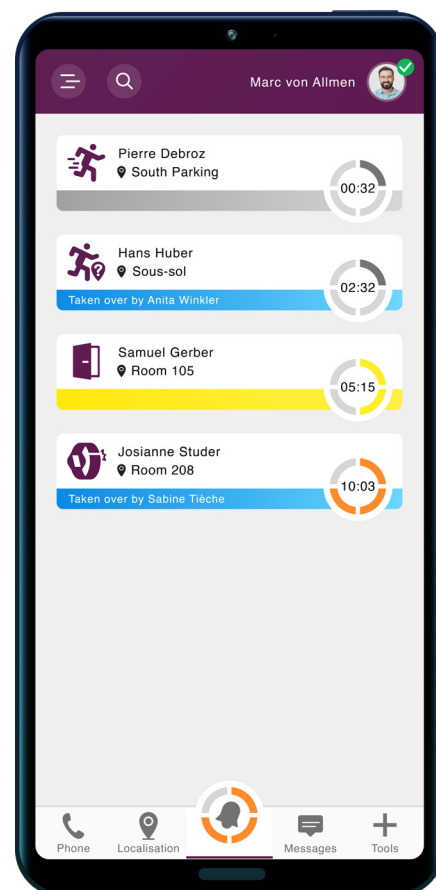 Marc von Allmen
Pierre Debroz
South Parking
00:32
Hans Huber
Sous-sol
02:32
Taken over by Anita Winkler
Samuel Gerber
Room 105
05:15
Josianne Studer
Room 208
10:03
Taken over by Sabine Tièche
Phone
Localisation
Messages
Tools